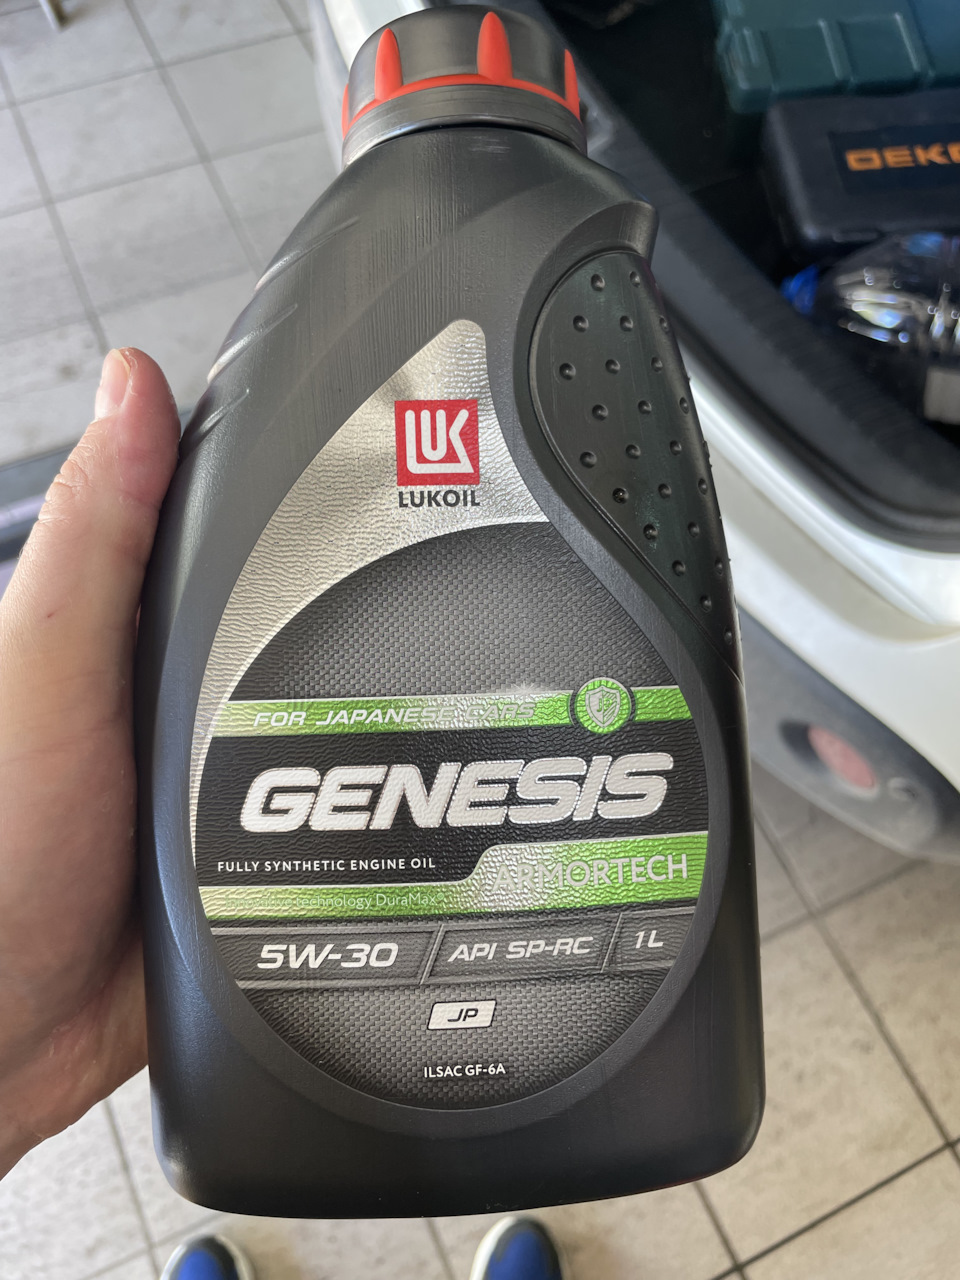 LUK
LUKOIL
FOR JAPANESE CARS
GENESIS
FULLY SYNTHETIC ENGINE OIL
ARMORTECH
technology DuraMax
5W-30
API SP-RC
1L
JP
ILSAC GF-6A